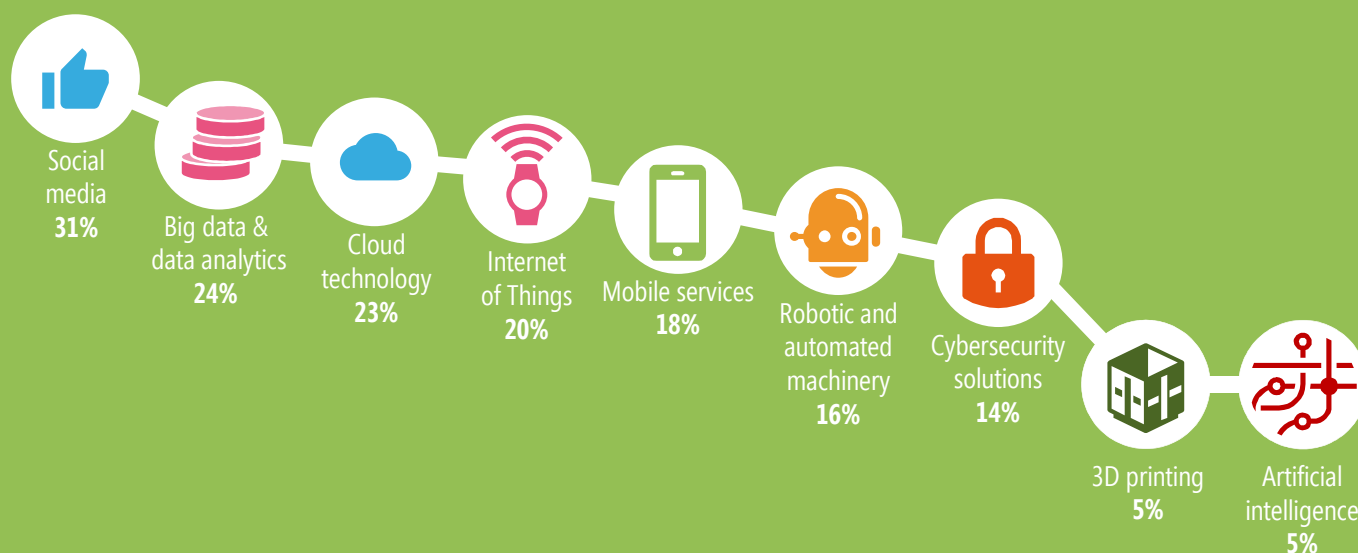 Social
media
31%
Big data &
data analytics
24%
Cloud
technology
23%
Internet
of Things
20%
Mobile services
18%
Robotic and
automated
machinery
16%
Cybersecurity
solutions
14%
3D printing
5%
Artificial
intelligence
5%